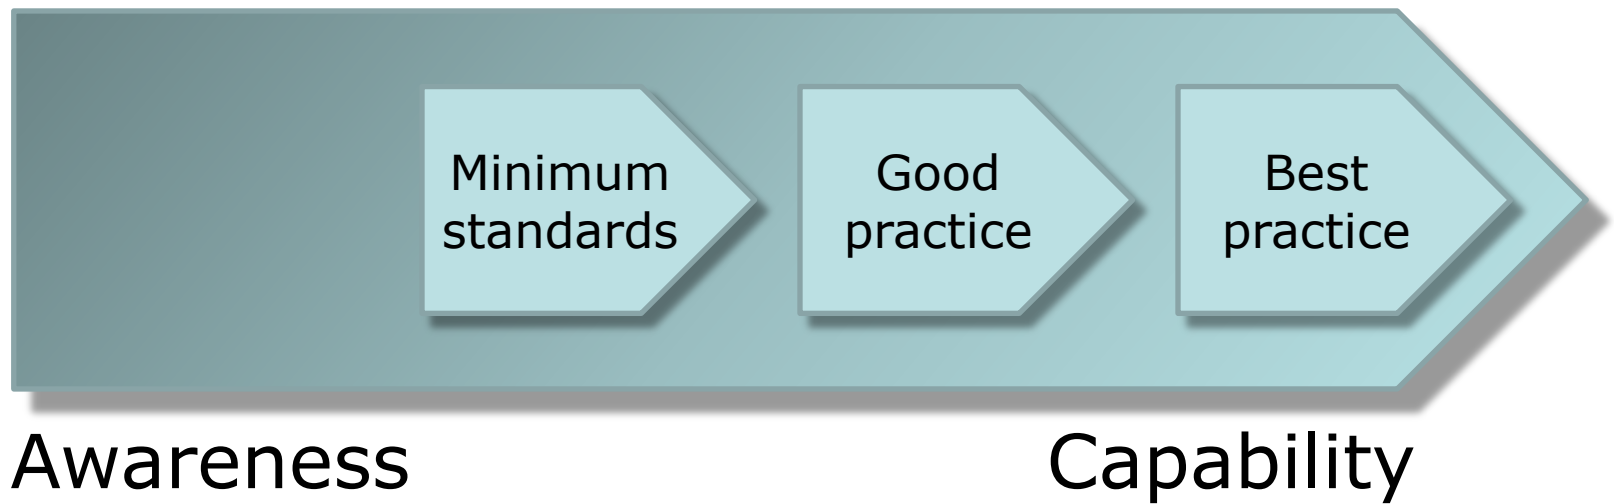 Minimum
standards
Good
practice
Best
practice
Awareness
Capability